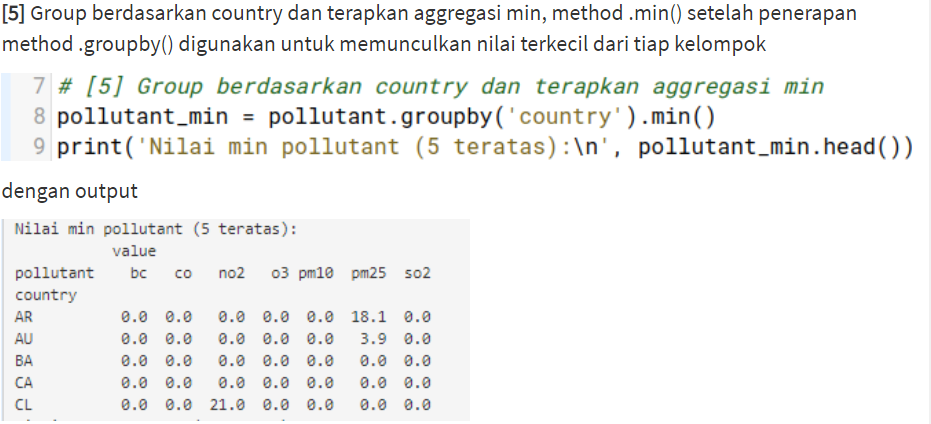 [5] Group berdasarkan country dan terapkan aggregasi min, method .min() setelah penerapan
method .groupby() digunakan untuk memunculkan nilai terkecil dari tiap kelompok
7 # [5] Group berdasarkan country dan terapkan aggregasi min
8 pollutant_min = pollutant.groupby('country').min()
9 print('Nilai min pollutant (5 teratas):\n', pollutant_min.head())
dengan output
Nilai min pollutant (5 teratas):
value
pollutant bc co no2 o3 pm10 pm25 so2
country
AR 0.0 0.0 0.0 0.0 0.0 18.1 0.0
AU 0.0 0.0 0.0 0.0 0.0 3.9 0.0
BA 0.0 0.0 0.0 0.0 0.0 0.0 0.0
CA 0.0 0.0 0.0 0.0 0.0 0.0 0.0
CL 0.0 0.0 21.0 0.0 0.0 0.0 0.0